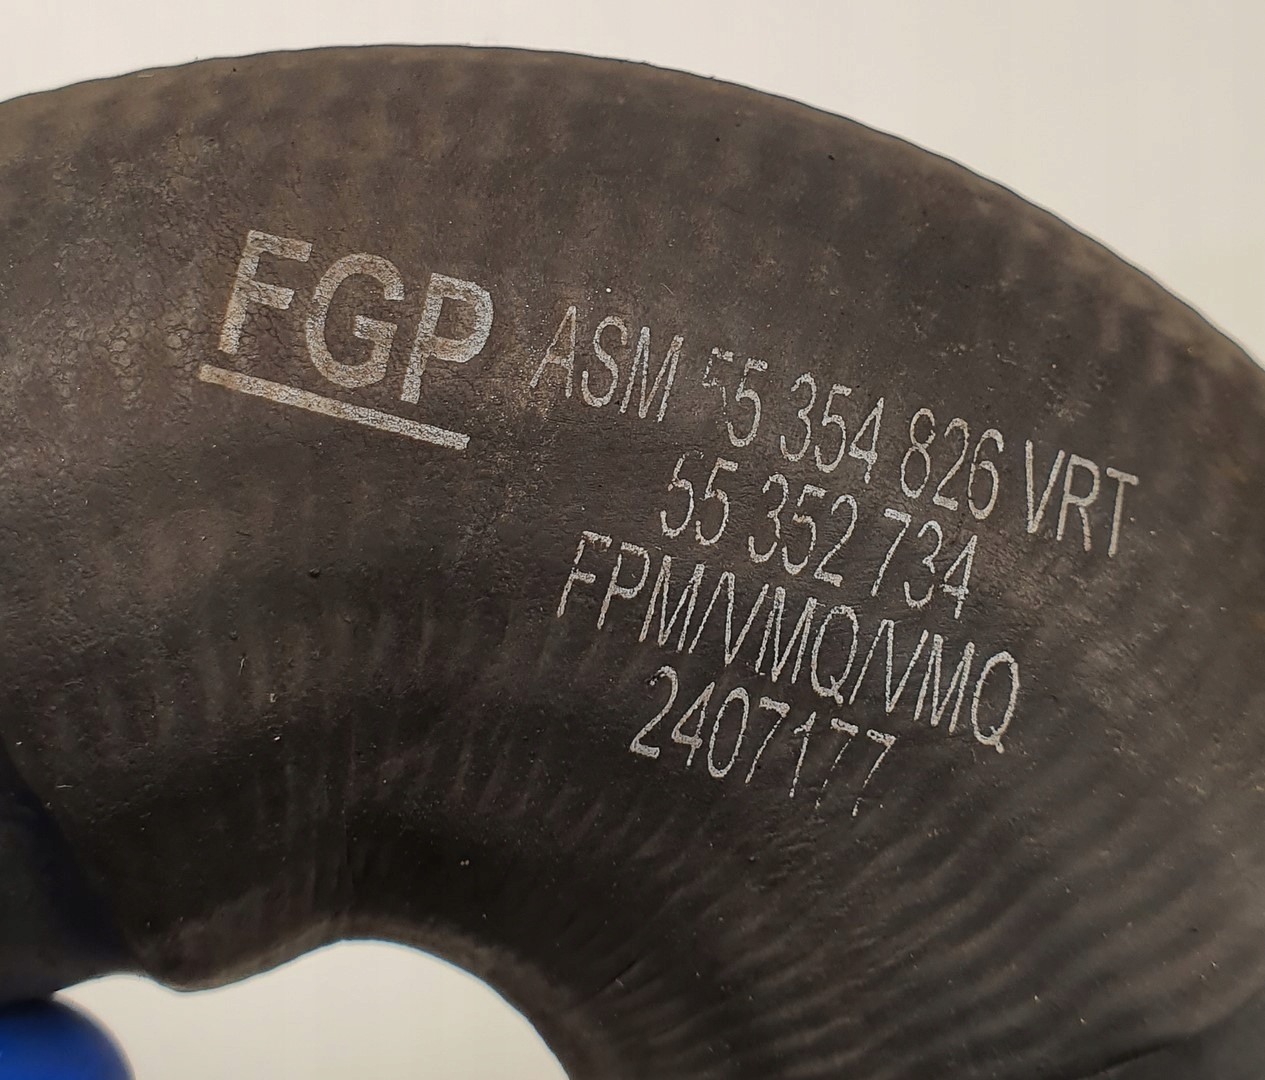 FGP ASM 55 354 826 VRT
55 352 734
FPM/VMQ/VMQ
2407177